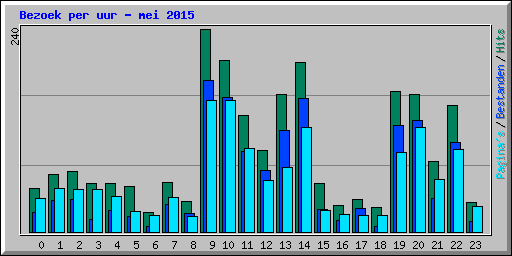 Bezoek per uur - mei 2015
240
Pagina's / Bestanden / Hits
0 1 2 3 4 5 6 7 8 9 10 11 12 13 14 15 16 17 18 19 20 21 22 23